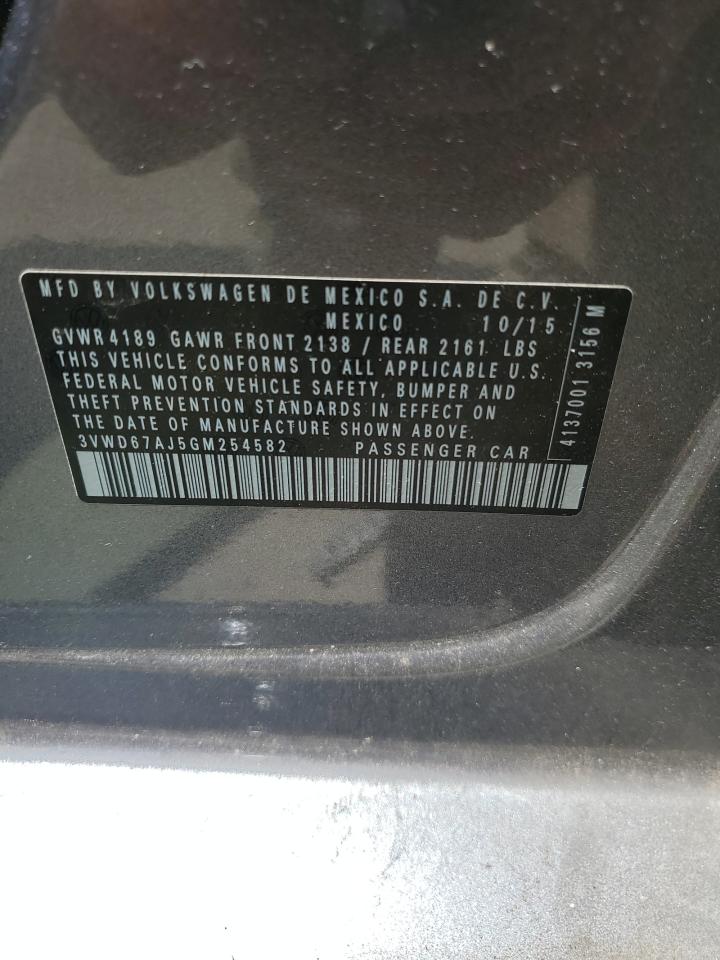 MFD BY VOLKSWAGEN DE MEXICO S.A. DE C.V.
MEXICO 10/15
GVWR 4189 GAWR FRONT 2138 / REAR 2161 LBS
THIS VEHICLE CONFORMS TO ALL APPLICABLE U.S.
FEDERAL MOTOR VEHICLE SAFETY, BUMPER AND
THEFT PREVENTION STANDARDS IN EFFECT ON
THE DATE OF MANUFACTURE SHOWN ABOVE.
3VWD67AJ5GM254582 PASSENGER CAR
4137001 3156 M